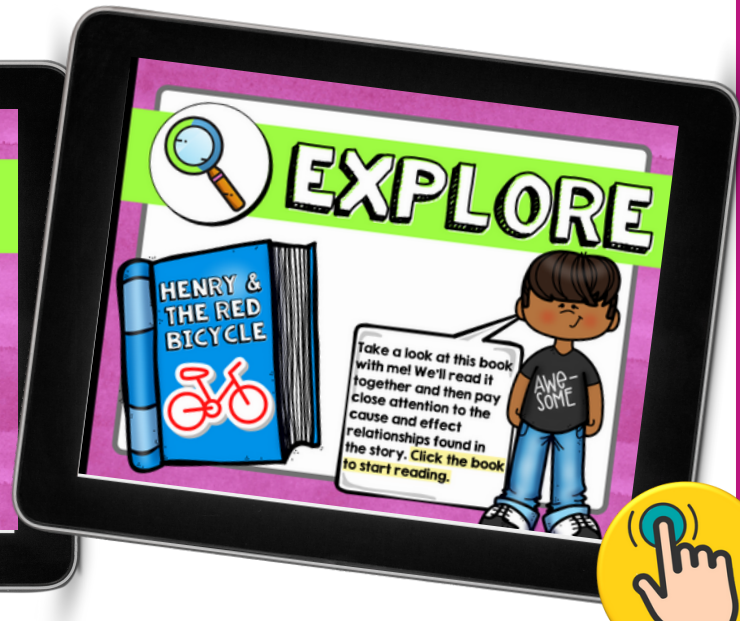 EXPLORE
HENRY &
THE RED
BICYCLE
Take a look at this book
with me! We'll read it
together and then pay
close attention to the
cause and effect
relationships found in
the story. Click the book
to start reading.
AWE-
SOME